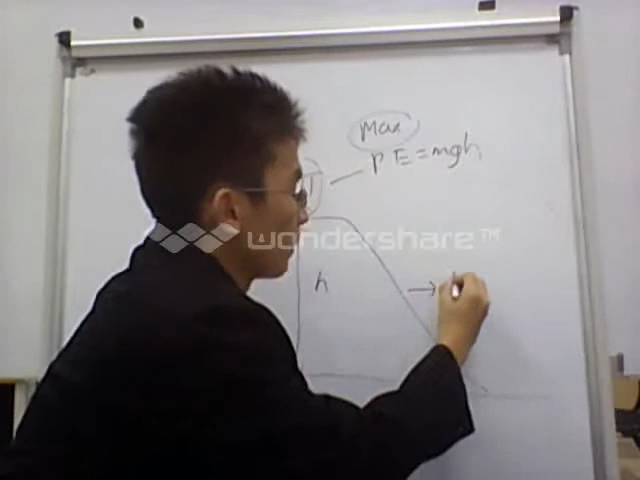 Max
PE = mgh
h
wondershare™